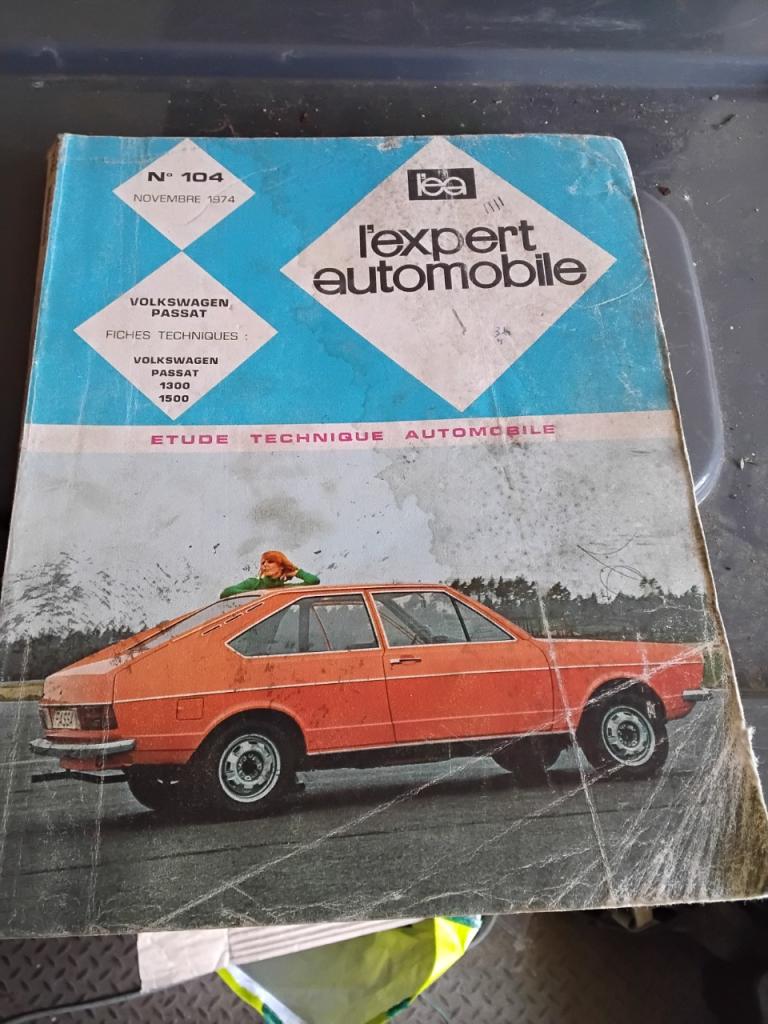 N° 104
NOVEMBRE 1974
l'ea
l'expert
automobile
VOLKSWAGEN
PASSAT
FICHES TECHNIQUES :
VOLKSWAGEN
PASSAT
1300
1500
ETUDE TECHNIQUE AUTOMOBILE